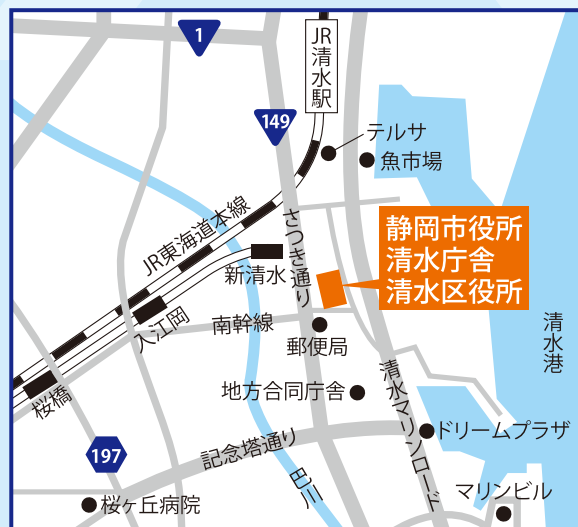 1
JR清水駅
149
テルサ
魚市場
JR東海道本線
さつき通り
静岡市役所
清水庁舎
清水区役所
新清水
入江岡
南幹線
郵便局
清水港
桜橋
地方合同庁舎
清水マリンロード
記念塔通り
ドリームプラザ
197
巴川
マリンビル
桜ヶ丘病院